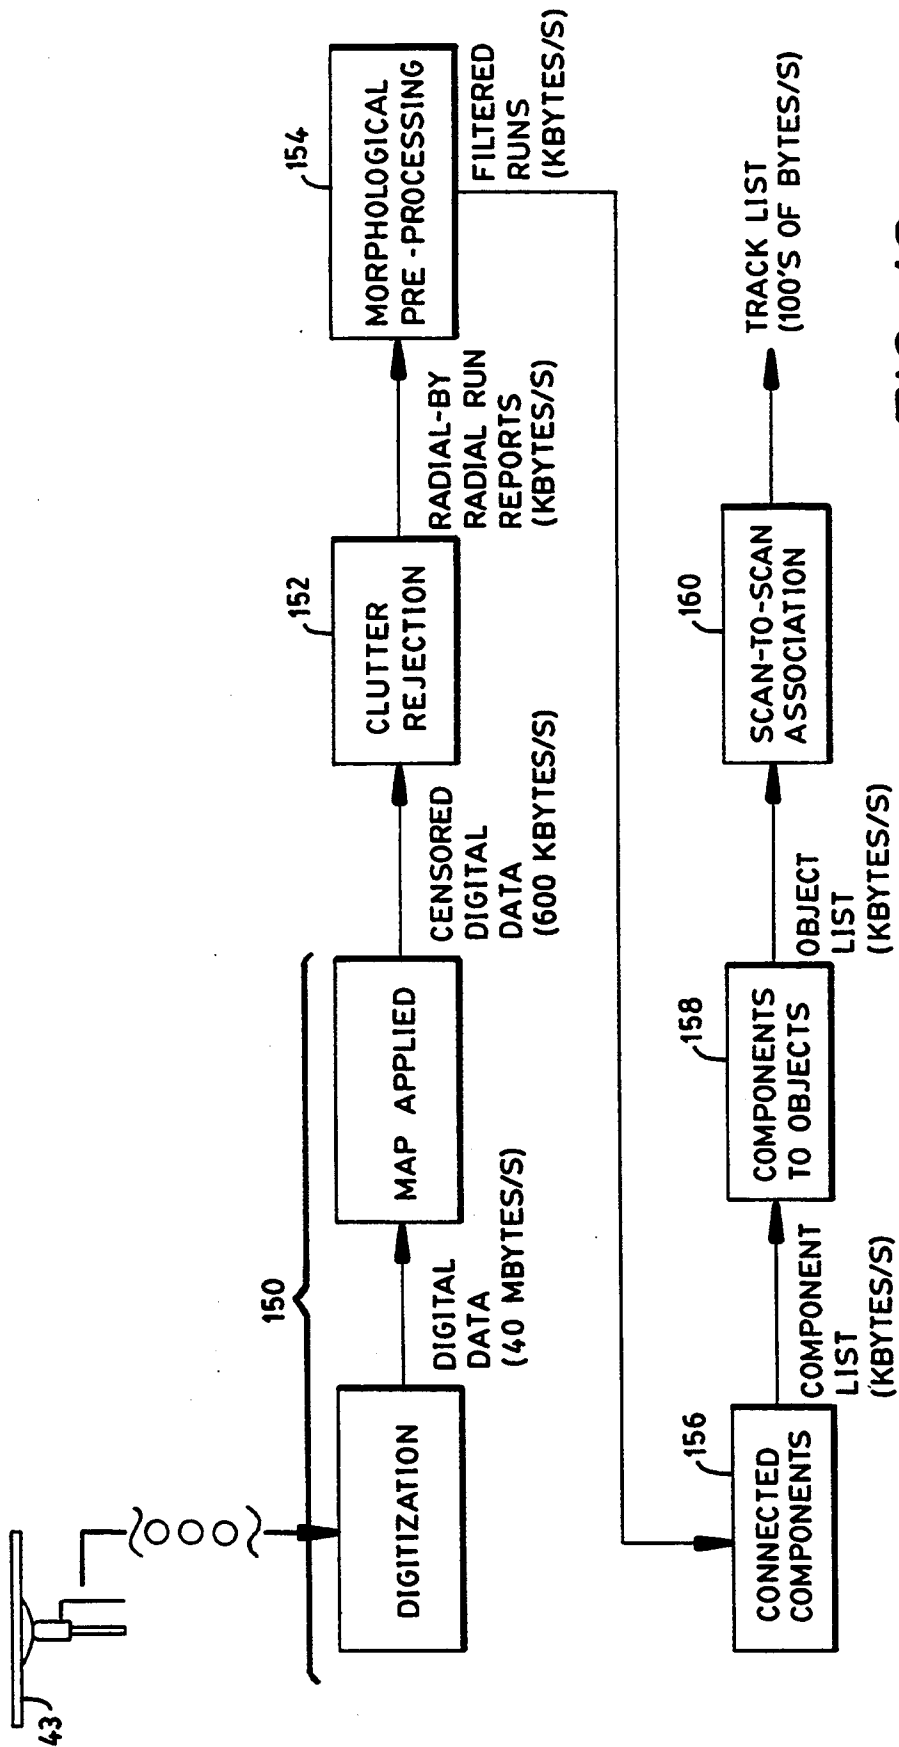 43
150
DIGITIZATION
DIGITAL
DATA
(40 MBYTES/S)
MAP APPLIED
CENSORED
DIGITAL
DATA
(600 KBYTES/S)
152
CLUTTER
REJECTION
RADIAL-BY
RADIAL RUN
REPORTS
(KBYTES/S)
154
MORPHOLOGICAL
PRE-PROCESSING
FILTERED
RUNS
(KBYTES/S)
156
CONNECTED
COMPONENTS
COMPONENT
LIST
(KBYTES/S)
158
COMPONENTS
TO OBJECTS
OBJECT
LIST
(KBYTES/S)
160
SCAN-TO-SCAN
ASSOCIATION
TRACK LIST
(100'S OF BYTES/S)